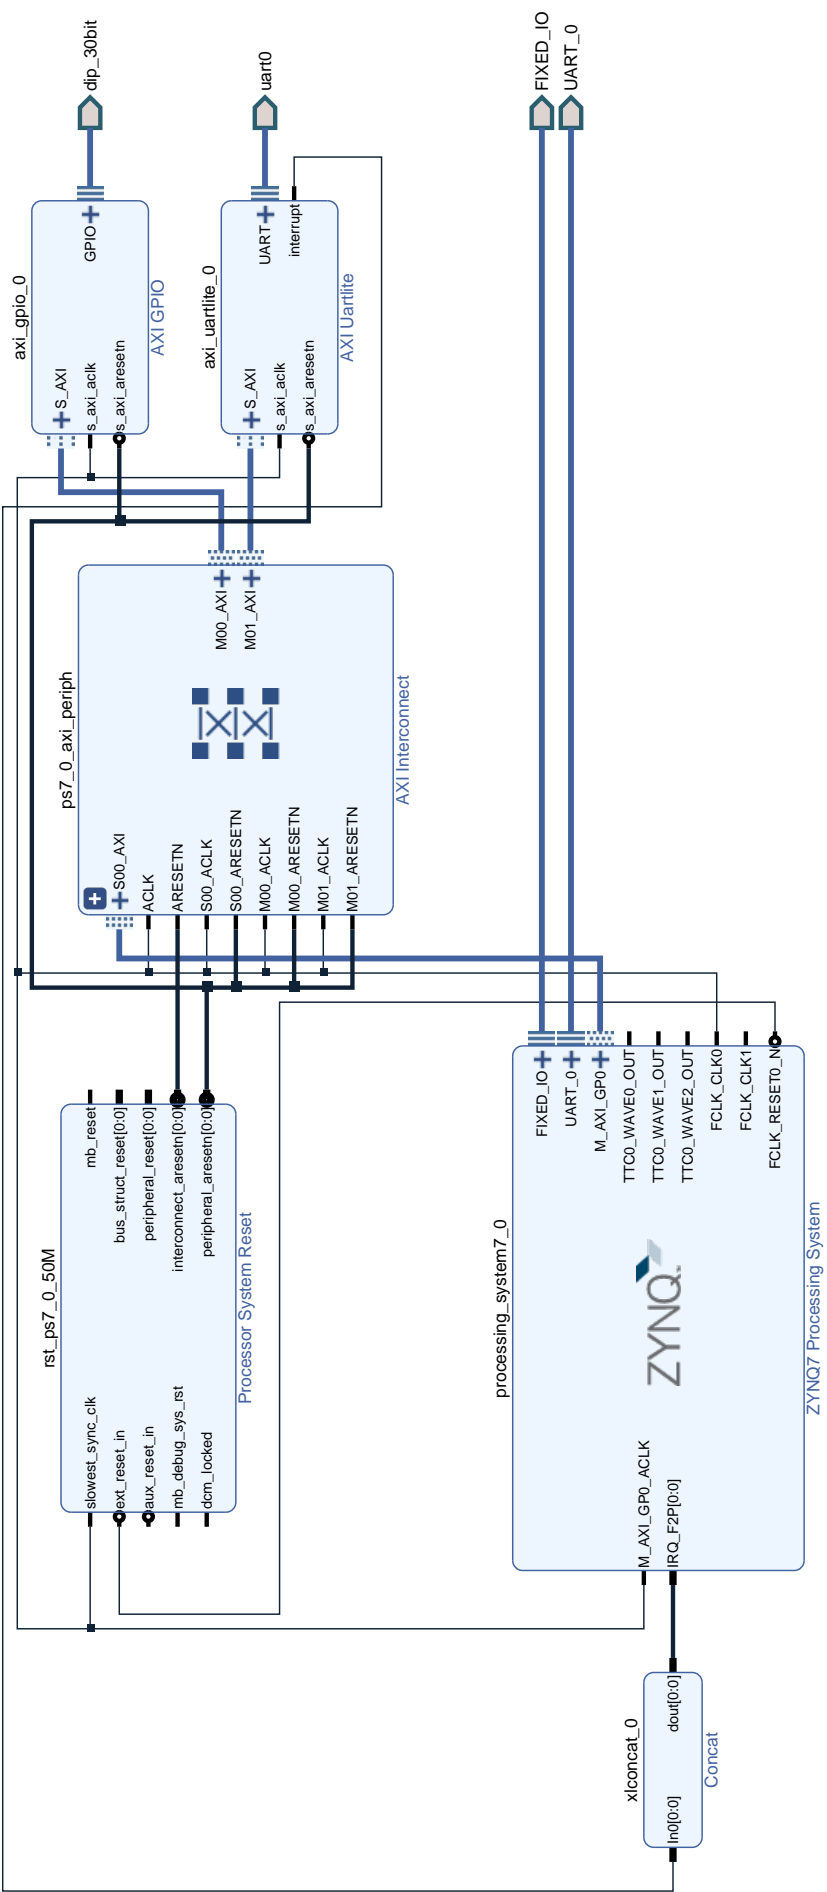 xlconcat_0
In0[0:0]
dout[0:0]
Concat
rst_ps7_0_50M
slowest_sync_clk
ext_reset_in
aux_reset_in
mb_debug_sys_rst
dcm_locked
mb_reset
bus_struct_reset[0:0]
peripheral_reset[0:0]
interconnect_aresetn[0:0]
peripheral_aresetn[0:0]
Processor System Reset
processing_system7_0
M_AXI_GP0_ACLK
IRQ_F2P[0:0]
ZYNQ
FIXED_IO
UART_0
M_AXI_GP0
TTC0_WAVE0_OUT
TTC0_WAVE1_OUT
TTC0_WAVE2_OUT
FCLK_CLK0
FCLK_CLK1
FCLK_RESET0_N
ZYNQ7 Processing System
ps7_0_axi_periph
S00_AXI
ACLK
ARESETN
S00_ACLK
S00_ARESETN
M00_ACLK
M00_ARESETN
M01_ACLK
M01_ARESETN
M00_AXI
M01_AXI
AXI Interconnect
axi_gpio_0
S_AXI
s_axi_aclk
s_axi_aresetn
GPIO
AXI GPIO
axi_uartlite_0
S_AXI
s_axi_aclk
s_axi_aresetn
UART
interrupt
AXI Uartlite
dip_30bit
uart0
FIXED_IO
UART_0